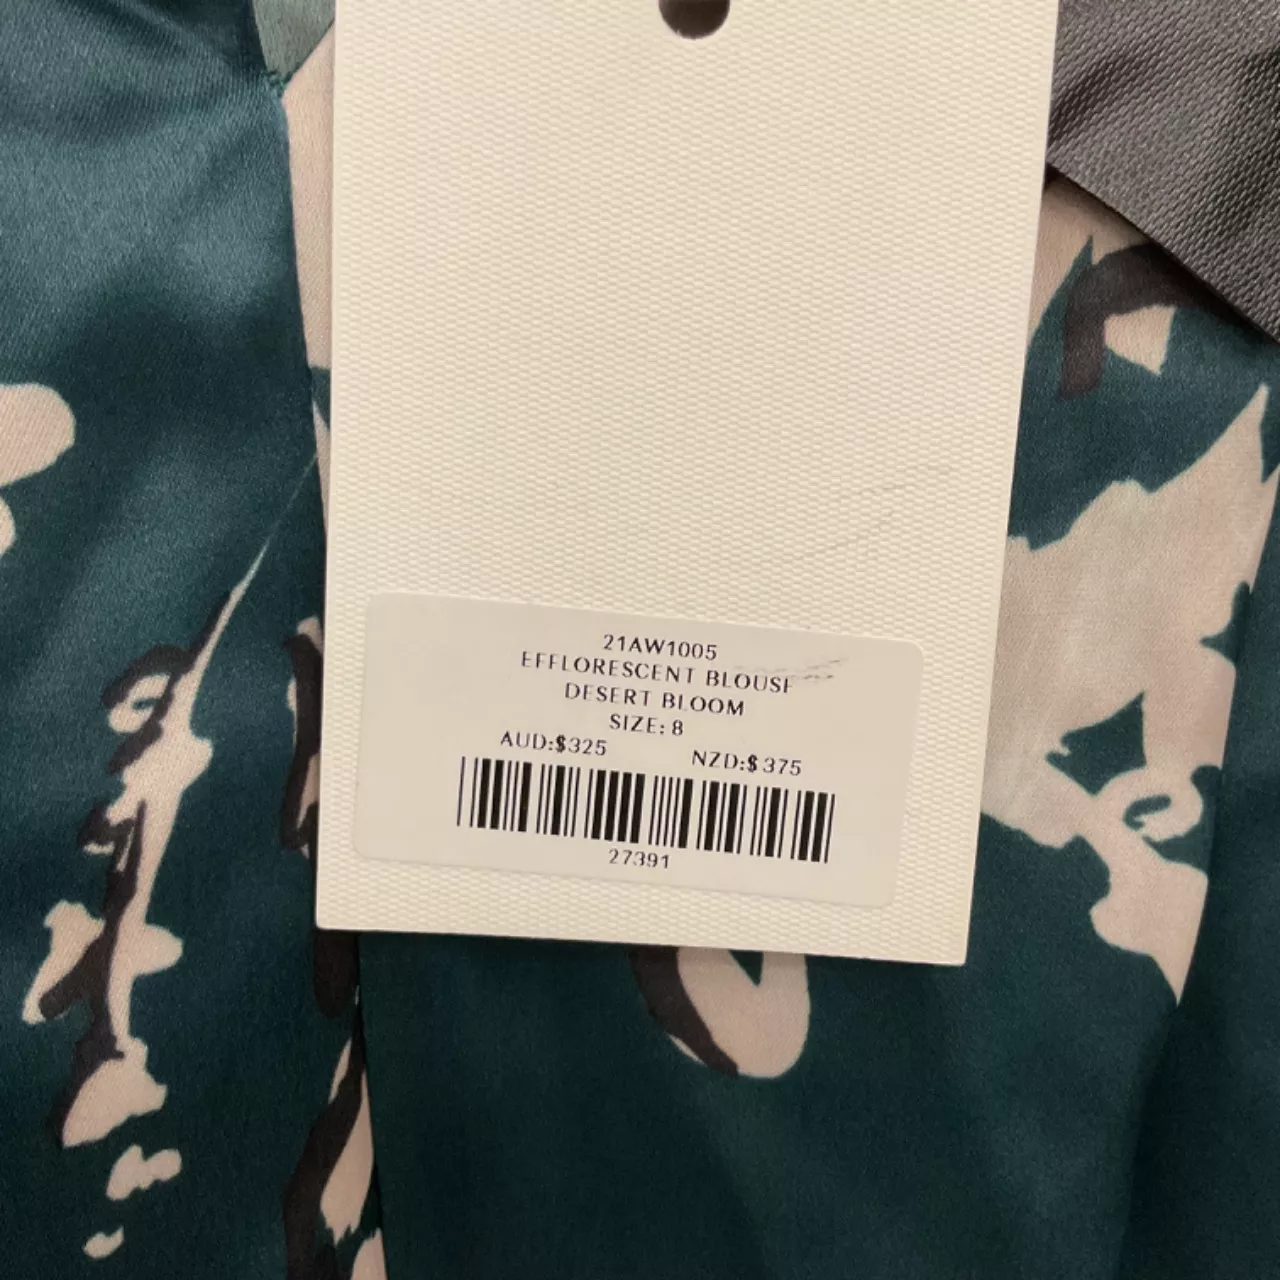 21AW1005
EFFLORESCENT BLOUSE
DESERT BLOOM
SIZE: 8
AUD:$325 NZD:$375
27391